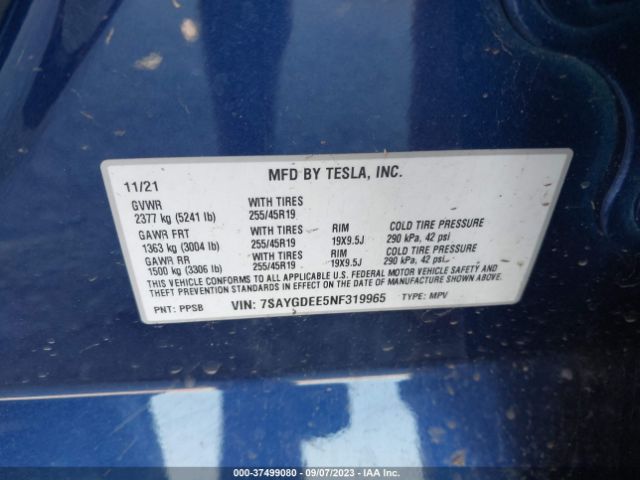 MFD BY TESLA, INC.
11/21
GVWR WITH TIRES
2377 kg (5241 lb) 255/45R19
GAWR FRT WITH TIRES RIM COLD TIRE PRESSURE
1363 kg (3004 lb) 255/45R19 19X9.5J 290 kPa, 42 psi
GAWR RR WITH TIRES RIM COLD TIRE PRESSURE
1500 kg (3306 lb) 255/45R19 19X9.5J 290 kPa, 42 psi
THIS VEHICLE CONFORMS TO ALL APPLICABLE U.S. FEDERAL MOTOR VEHICLE SAFETY AND
THEFT PREVENTION STANDARDS IN EFFECT ON THE DATE OF MANUFACTURE SHOWN ABOVE.
PNT: PPSB VIN: 7SAYGDEE5NF319965 TYPE: MPV
000-37499080 - 09/07/2023 - IAA Inc.